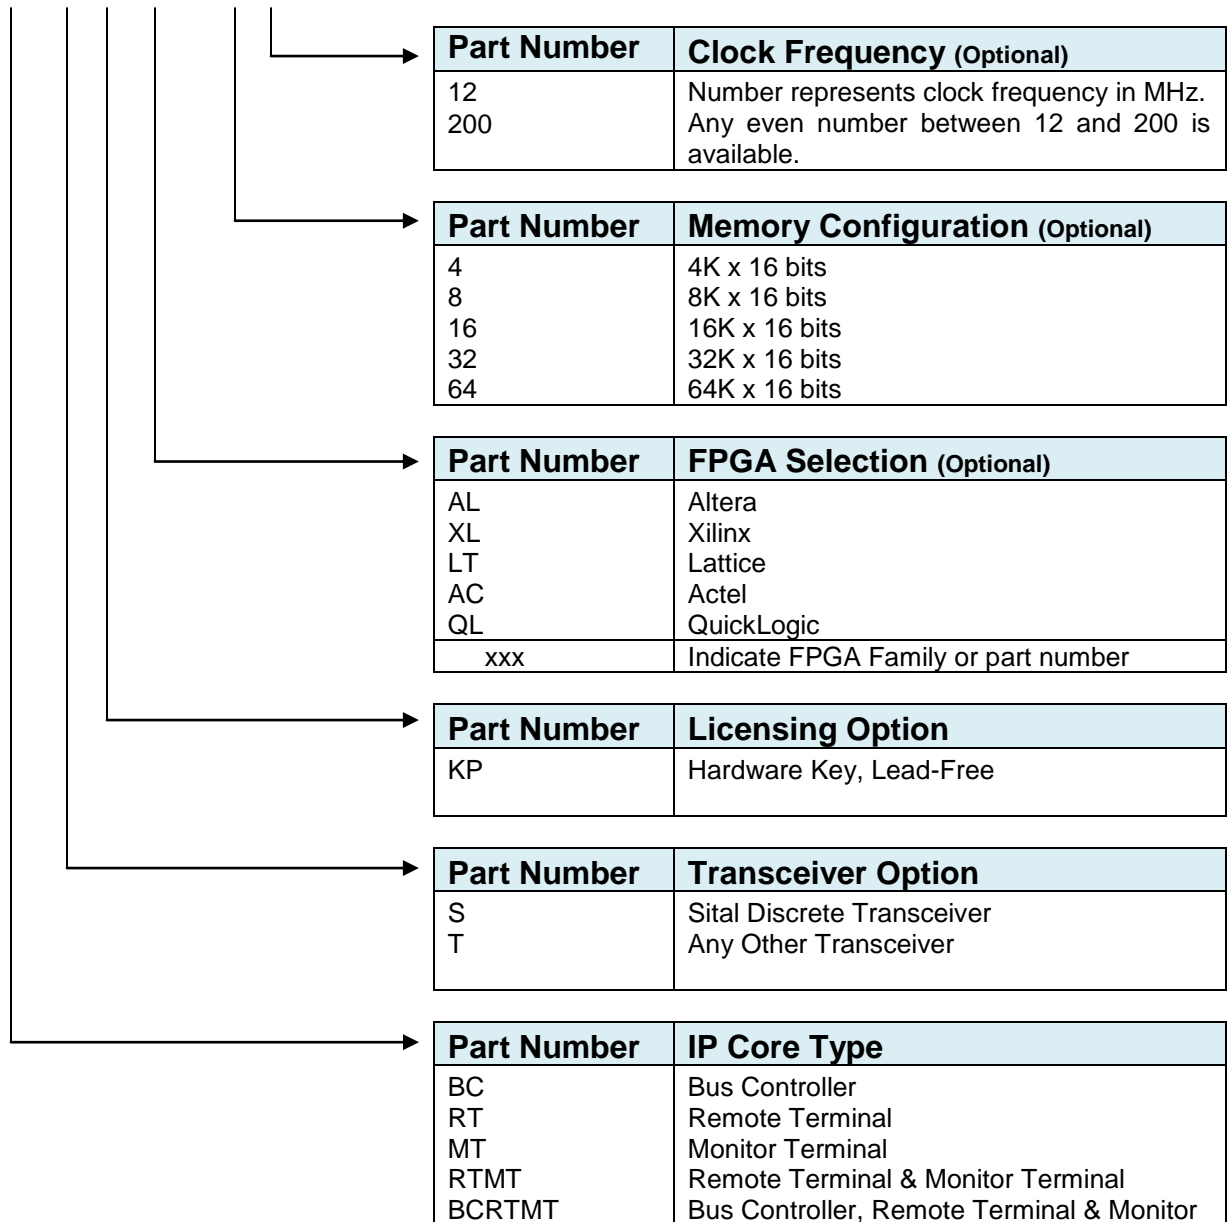 Part Number Clock Frequency (Optional)
12 Number represents clock frequency in MHz.
200 Any even number between 12 and 200 is
available.
Part Number Memory Configuration (Optional)
4 4K x 16 bits
8 8K x 16 bits
16 16K x 16 bits
32 32K x 16 bits
64 64K x 16 bits
Part Number FPGA Selection (Optional)
AL Altera
XL Xilinx
LT Lattice
AC Actel
QL QuickLogic
xxx Indicate FPGA Family or part number
Part Number Licensing Option
KP Hardware Key, Lead-Free
Part Number Transceiver Option
S Sital Discrete Transceiver
T Any Other Transceiver
Part Number IP Core Type
BC Bus Controller
RT Remote Terminal
MT Monitor Terminal
RTMT Remote Terminal & Monitor Terminal
BCRTMT Bus Controller, Remote Terminal & Monitor